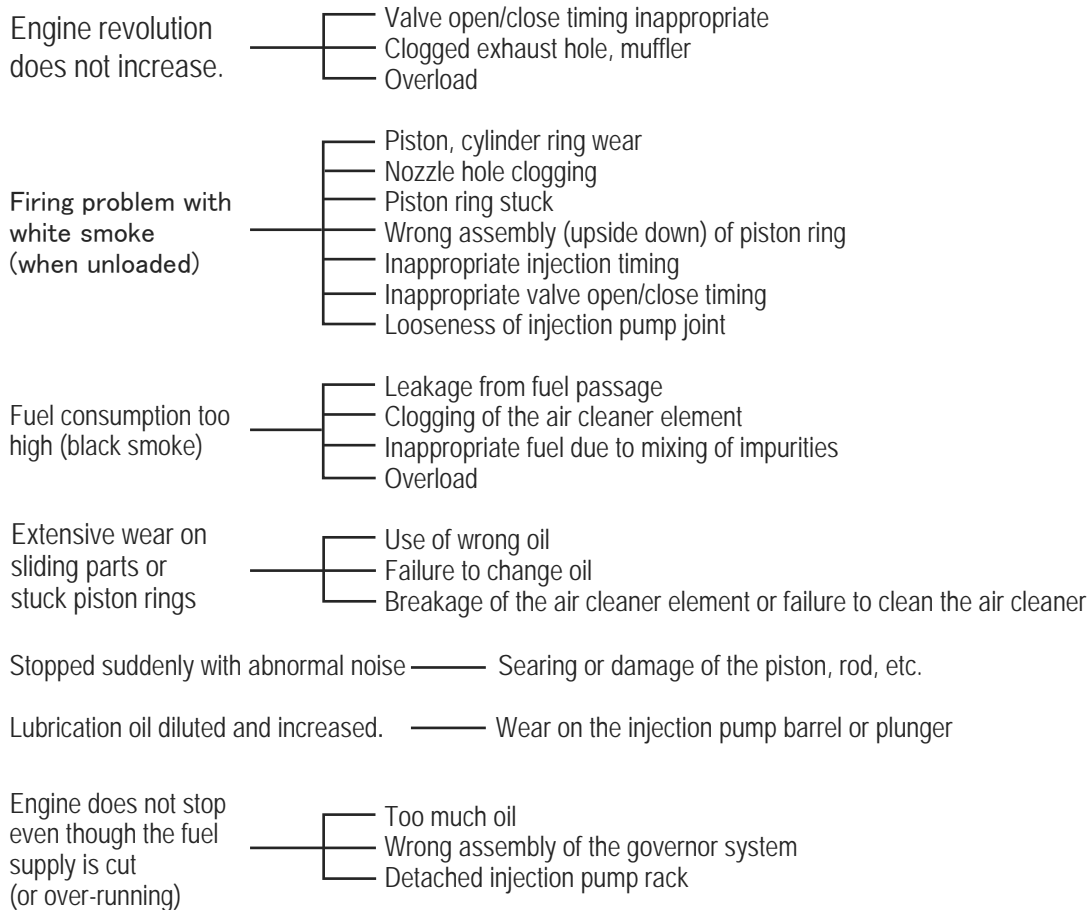 Engine revolution
does not increase.
Valve open/close timing inappropriate
Clogged exhaust hole, muffler
Overload
Firing problem with
white smoke
(when unloaded)
Piston, cylinder ring wear
Nozzle hole clogging
Piston ring stuck
Wrong assembly (upside down) of piston ring
Inappropriate injection timing
Inappropriate valve open/close timing
Looseness of injection pump joint
Fuel consumption too
high (black smoke)
Leakage from fuel passage
Clogging of the air cleaner element
Inappropriate fuel due to mixing of impurities
Overload
Extensive wear on
sliding parts or
stuck piston rings
Use of wrong oil
Failure to change oil
Breakage of the air cleaner element or failure to clean the air cleaner
Stopped suddenly with abnormal noise
Searing or damage of the piston, rod, etc.
Lubrication oil diluted and increased.
Wear on the injection pump barrel or plunger
Engine does not stop
even though the fuel
supply is cut
(or over-running)
Too much oil
Wrong assembly of the governor system
Detached injection pump rack